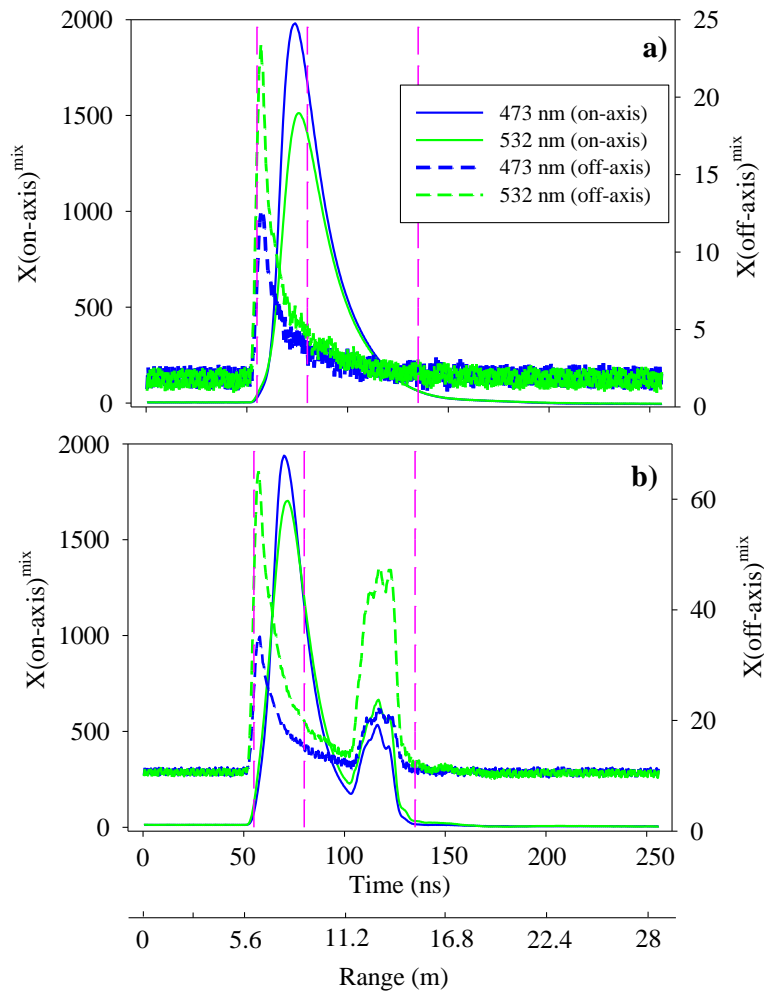 2000
25
a)
473 nm (on-axis)
532 nm (on-axis)
473 nm (off-axis)
532 nm (off-axis)
1500
20
15
1000
10
500
5
0
0
X(on-axis)mix
X(off-axis)mix
2000
b)
60
1500
40
1000
20
500
0
0
X(on-axis)mix
X(off-axis)mix
0 50 100 150 200 250
Time (ns)
0 5.6 11.2 16.8 22.4 28
Range (m)